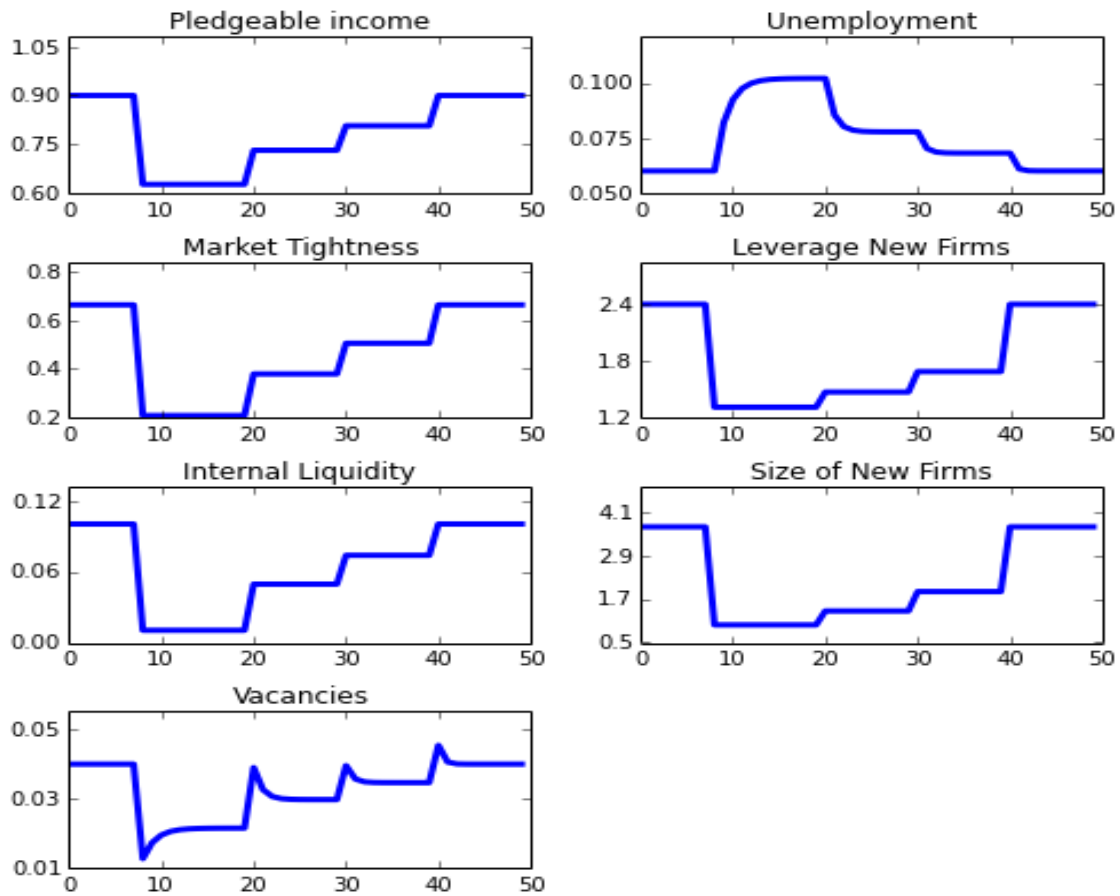 Pledgeable income
1.05
0.90
0.75
0.60
0 10 20 30 40 50
Unemployment
0.100
0.075
0.050
0 10 20 30 40 50
Market Tightness
0.8
0.6
0.4
0.2
0 10 20 30 40 50
Leverage New Firms
2.4
1.8
1.2
0 10 20 30 40 50
Internal Liquidity
0.12
0.06
0.00
0 10 20 30 40 50
Size of New Firms
4.1
2.9
1.7
0.5
0 10 20 30 40 50
Vacancies
0.05
0.03
0.01
0 10 20 30 40 50